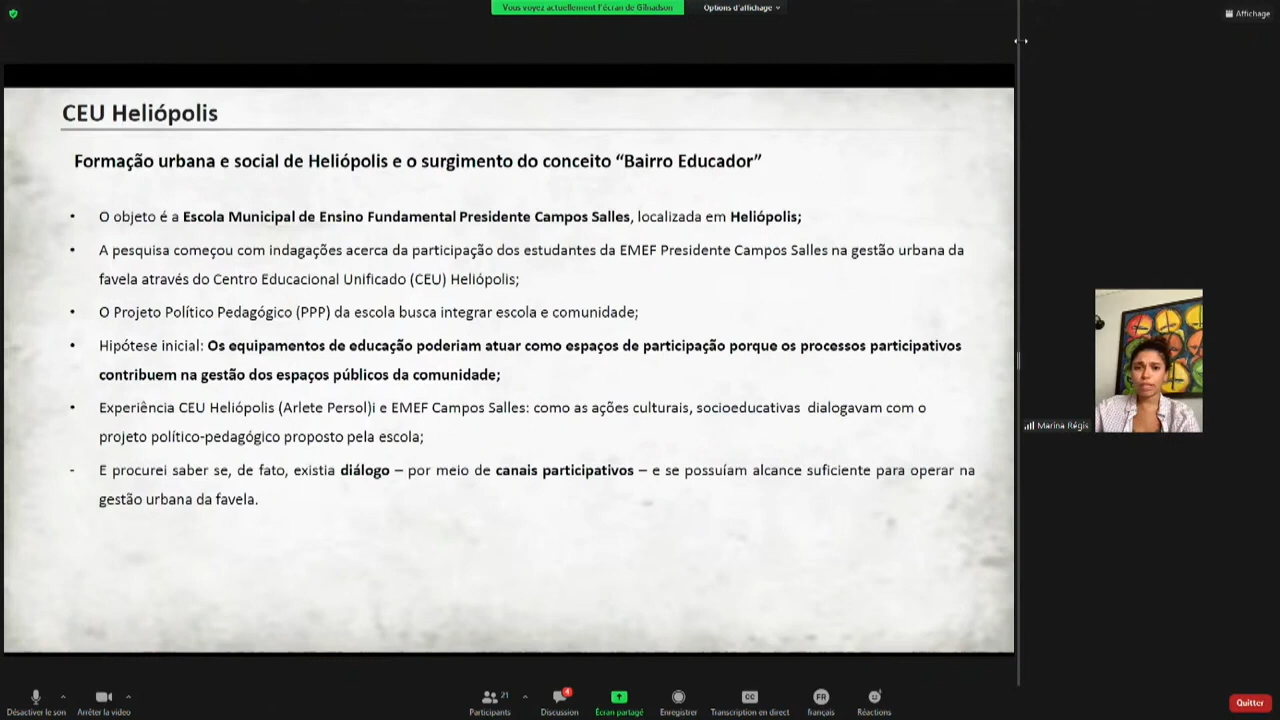 Vous voyez actuellement l'écran de Gilnadson
Options d'affichage
Affichage
CEU Heliópolis
Formação urbana e social de Heliópolis e o surgimento do conceito “Bairro Educador”
• O objeto é a Escola Municipal de Ensino Fundamental Presidente Campos Salles, localizada em Heliópolis;
• A pesquisa começou com indagações acerca da participação dos estudantes da EMEF Presidente Campos Salles na gestão urbana da
favela através do Centro Educacional Unificado (CEU) Heliópolis;
• O Projeto Político Pedagógico (PPP) da escola busca integrar escola e comunidade;
• Hipótese inicial: Os equipamentos de educação poderiam atuar como espaços de participação porque os processos participativos
contribuem na gestão dos espaços públicos da comunidade;
• Experiência CEU Heliópolis (Arlete Persol)i e EMEF Campos Salles: como as ações culturais, socioeducativas dialogavam com o
projeto político-pedagógico proposto pela escola;
- E procurei saber se, de fato, existia diálogo – por meio de canais participativos – e se possuíam alcance suficiente para operar na
gestão urbana da favela.
Marina Régis
Désactiver le son
Arrêter la video
21
Participants
4
Discussion
Écran partagé
Enregistrer
CC
Transcription en direct
FR
français
Réactions
Quitter